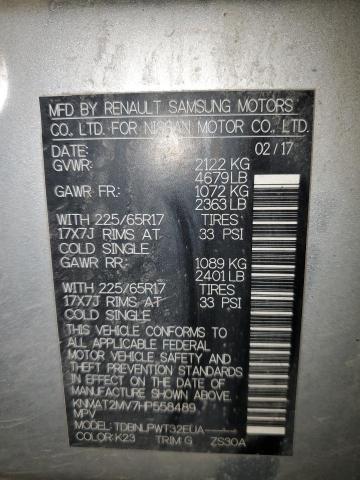 MFD BY RENAULT SAMSUNG MOTORS
CO., LTD. FOR NISSAN MOTOR CO., LTD.
DATE: 02/17
GVWR: 2122 KG
4679LB
GAWR FR: 1072 KG
2363LB
WITH 225/65R17 TIRES
17X7J RIMS AT 33 PSI
COLD SINGLE
GAWR RR: 1089 KG
2401LB
WITH 225/65R17 TIRES
17X7J RIMS AT 33 PSI
COLD SINGLE
THIS VEHICLE CONFORMS TO
ALL APPLICABLE FEDERAL
MOTOR VEHICLE SAFETY, AND
THEFT PREVENTION STANDARDS
IN EFFECT ON THE DATE OF
MANUFACTURE SHOWN ABOVE.
KNMAT2MV7HP558489
MPV
MODEL: TDBNLPWT32EUA
COLOR: K23 TRIM G ZS30A